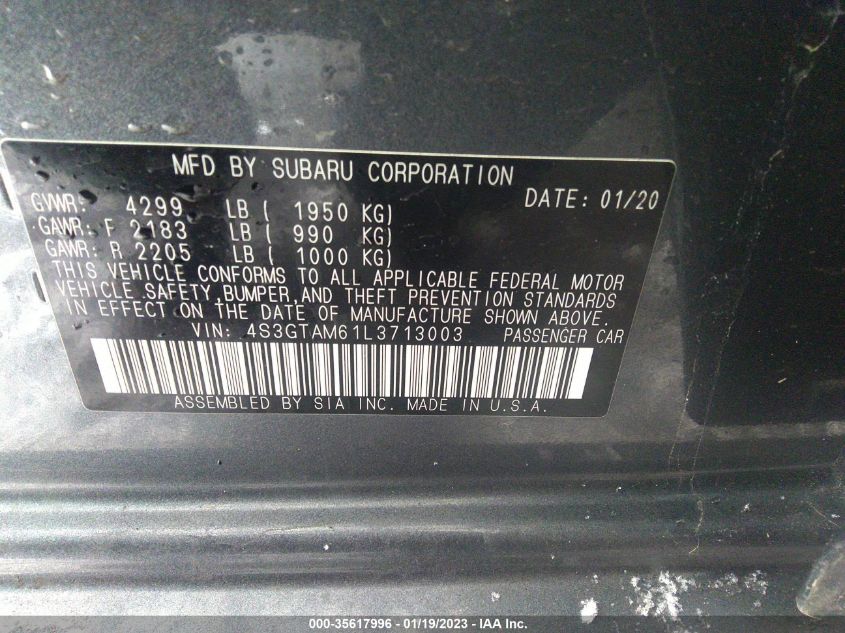 MFD BY SUBARU CORPORATION
DATE: 01/20
GVWR: 4299 LB ( 1950 KG)
GAWR: F 2183 LB ( 990 KG)
GAWR: R 2205 LB ( 1000 KG)
THIS VEHICLE CONFORMS TO ALL APPLICABLE FEDERAL MOTOR
VEHICLE SAFETY,BUMPER,AND THEFT PREVENTION STANDARDS
IN EFFECT ON THE DATE OF MANUFACTURE SHOWN ABOVE.
VIN: 4S3GTAM61L3713003 PASSENGER CAR
ASSEMBLED BY SIA INC. MADE IN U.S.A.
000-35617996 - 01/19/2023 - IAA Inc.